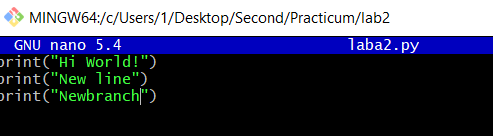 MINGW64:/c/Users/1/Desktop/Second/Practicum/lab2
GNU nano 5.4 laba2.py
print("Hi World!")
print("New line")
print("Newbranch")